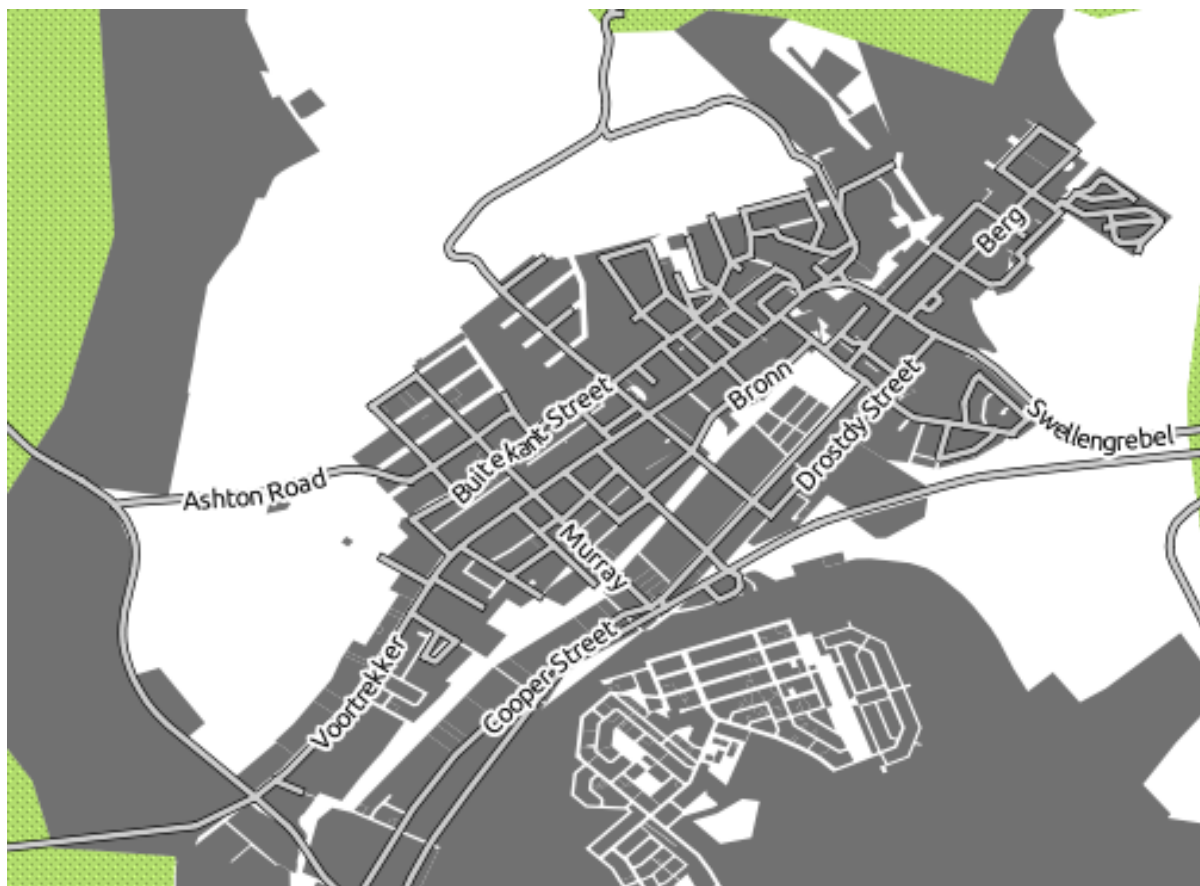 Berg
Bronn
Buitekant Street
Drostdy Street
Swellengrebel
Ashton Road
Murray
Cooper Street
Voortrekker